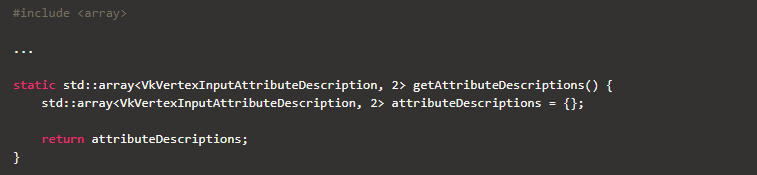 #include <array>
...
static std::array<VkVertexInputAttributeDescription, 2> getAttributeDescriptions() {
    std::array<VkVertexInputAttributeDescription, 2> attributeDescriptions = {};
    return attributeDescriptions;
}